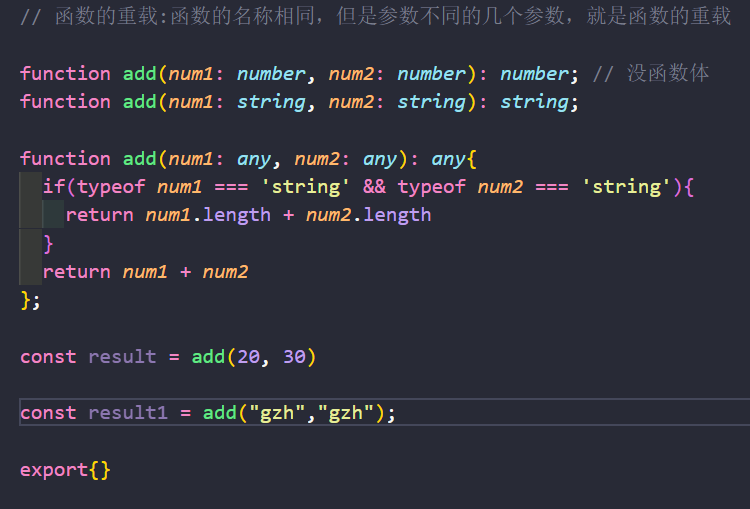 // 函数的重载:函数的名称相同，但是参数不同的几个参数，就是函数的重载
function add(num1: number, num2: number): number; // 没函数体
function add(num1: string, num2: string): string;
function add(num1: any, num2: any): any{
if(typeof num1 === 'string' && typeof num2 === 'string'){
return num1.length + num2.length
}
return num1 + num2
};
const result = add(20, 30)
const result1 = add("gzh","gzh");
export{}